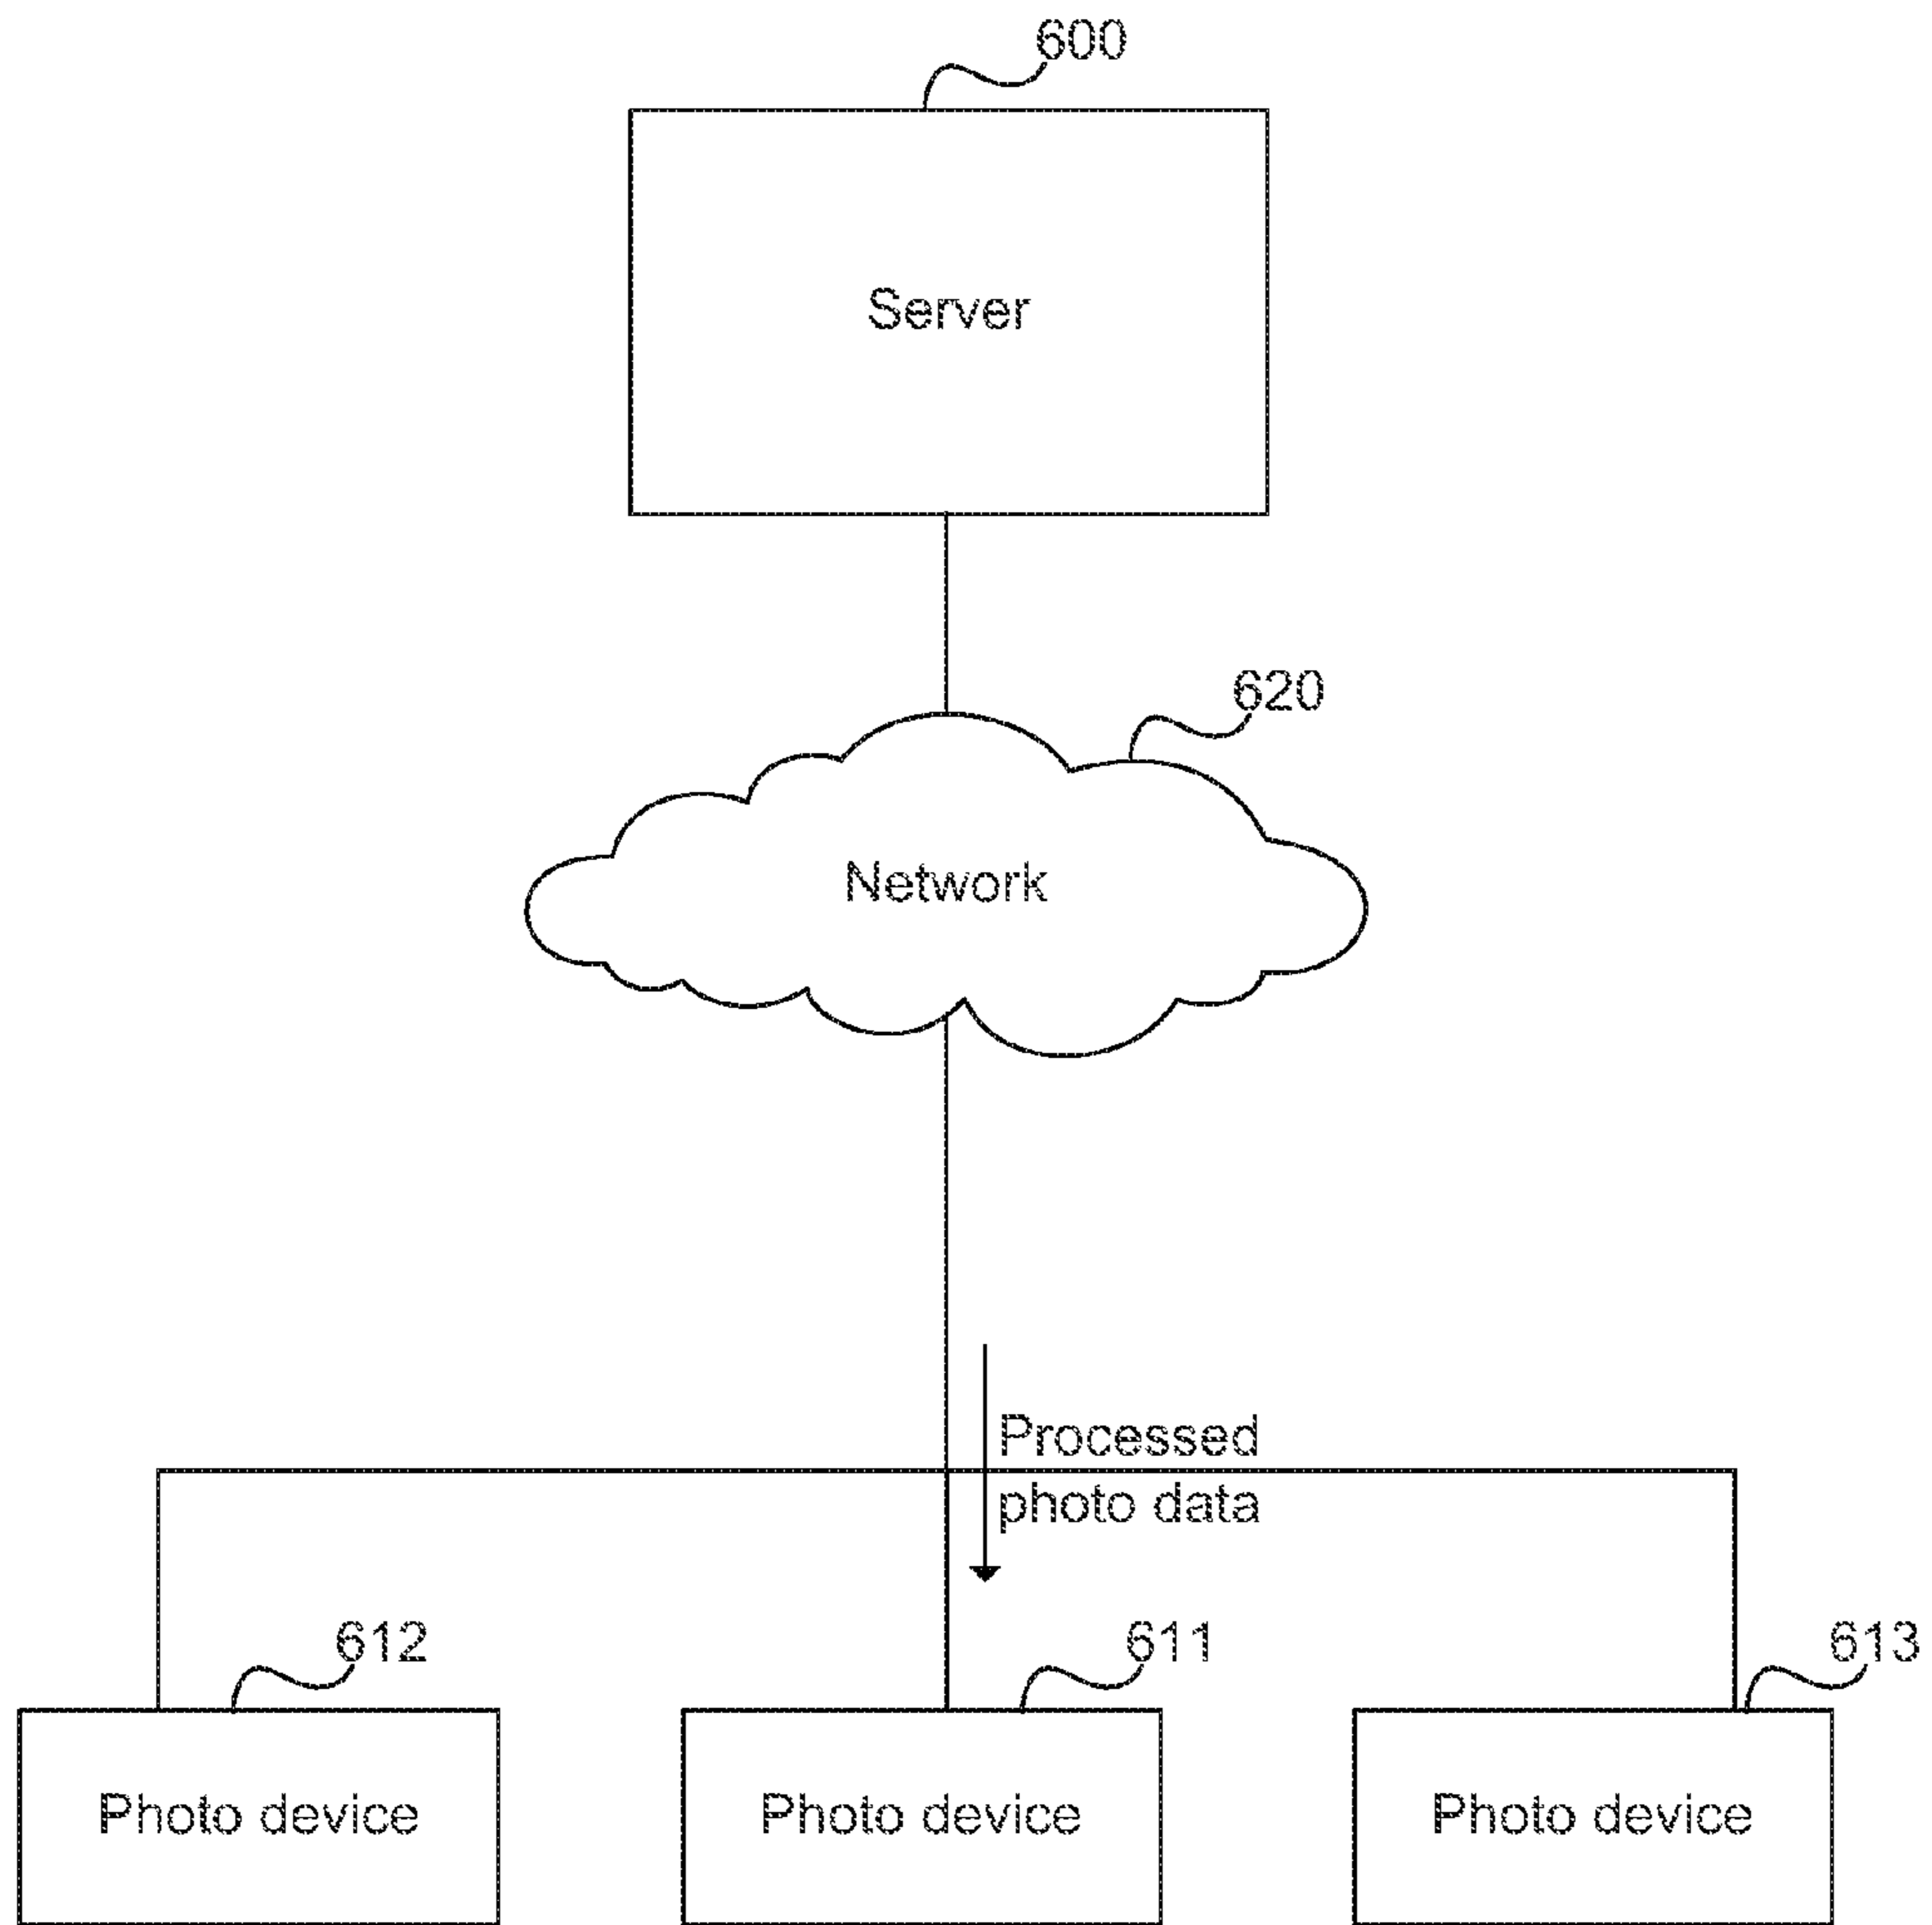 600
Server
620
Network
Processed
photo data
612
611
613
Photo device
Photo device
Photo device